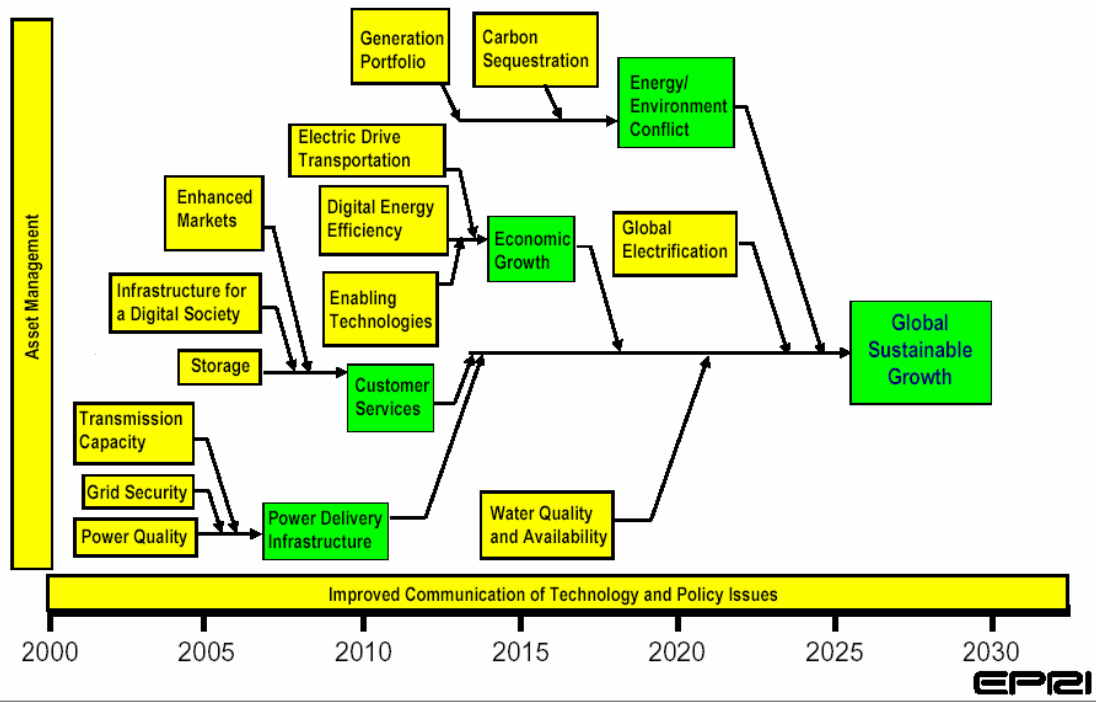 Generation
Portfolio
Carbon
Sequestration
Energy/
Environment
Conflict
Electric Drive
Transportation
Enhanced
Markets
Digital Energy
Efficiency
Economic
Growth
Global
Electrification
Asset Management
Infrastructure for
a Digital Society
Enabling
Technologies
Global
Sustainable
Growth
Storage
Customer
Services
Transmission
Capacity
Grid Security
Power Quality
Power Delivery
Infrastructure
Water Quality
and Availability
Improved Communication of Technology and Policy Issues
2000 2005 2010 2015 2020 2025 2030
EPRI